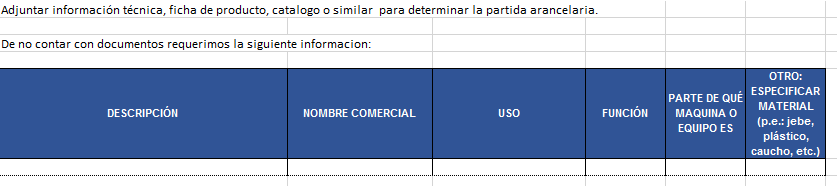 Adjuntar información técnica, ficha de producto, catalogo o similar  para determinar la partida arancelaria.
De no contar con documentos requerimos la siguiente informacion:
DESCRIPCIÓN
NOMBRE COMERCIAL
USO
FUNCIÓN
PARTE DE QUÉ
MAQUINA O
EQUIPO ES
OTRO:
ESPECIFICAR
MATERIAL
(p.e.: jebe,
plástico,
caucho, etc.)